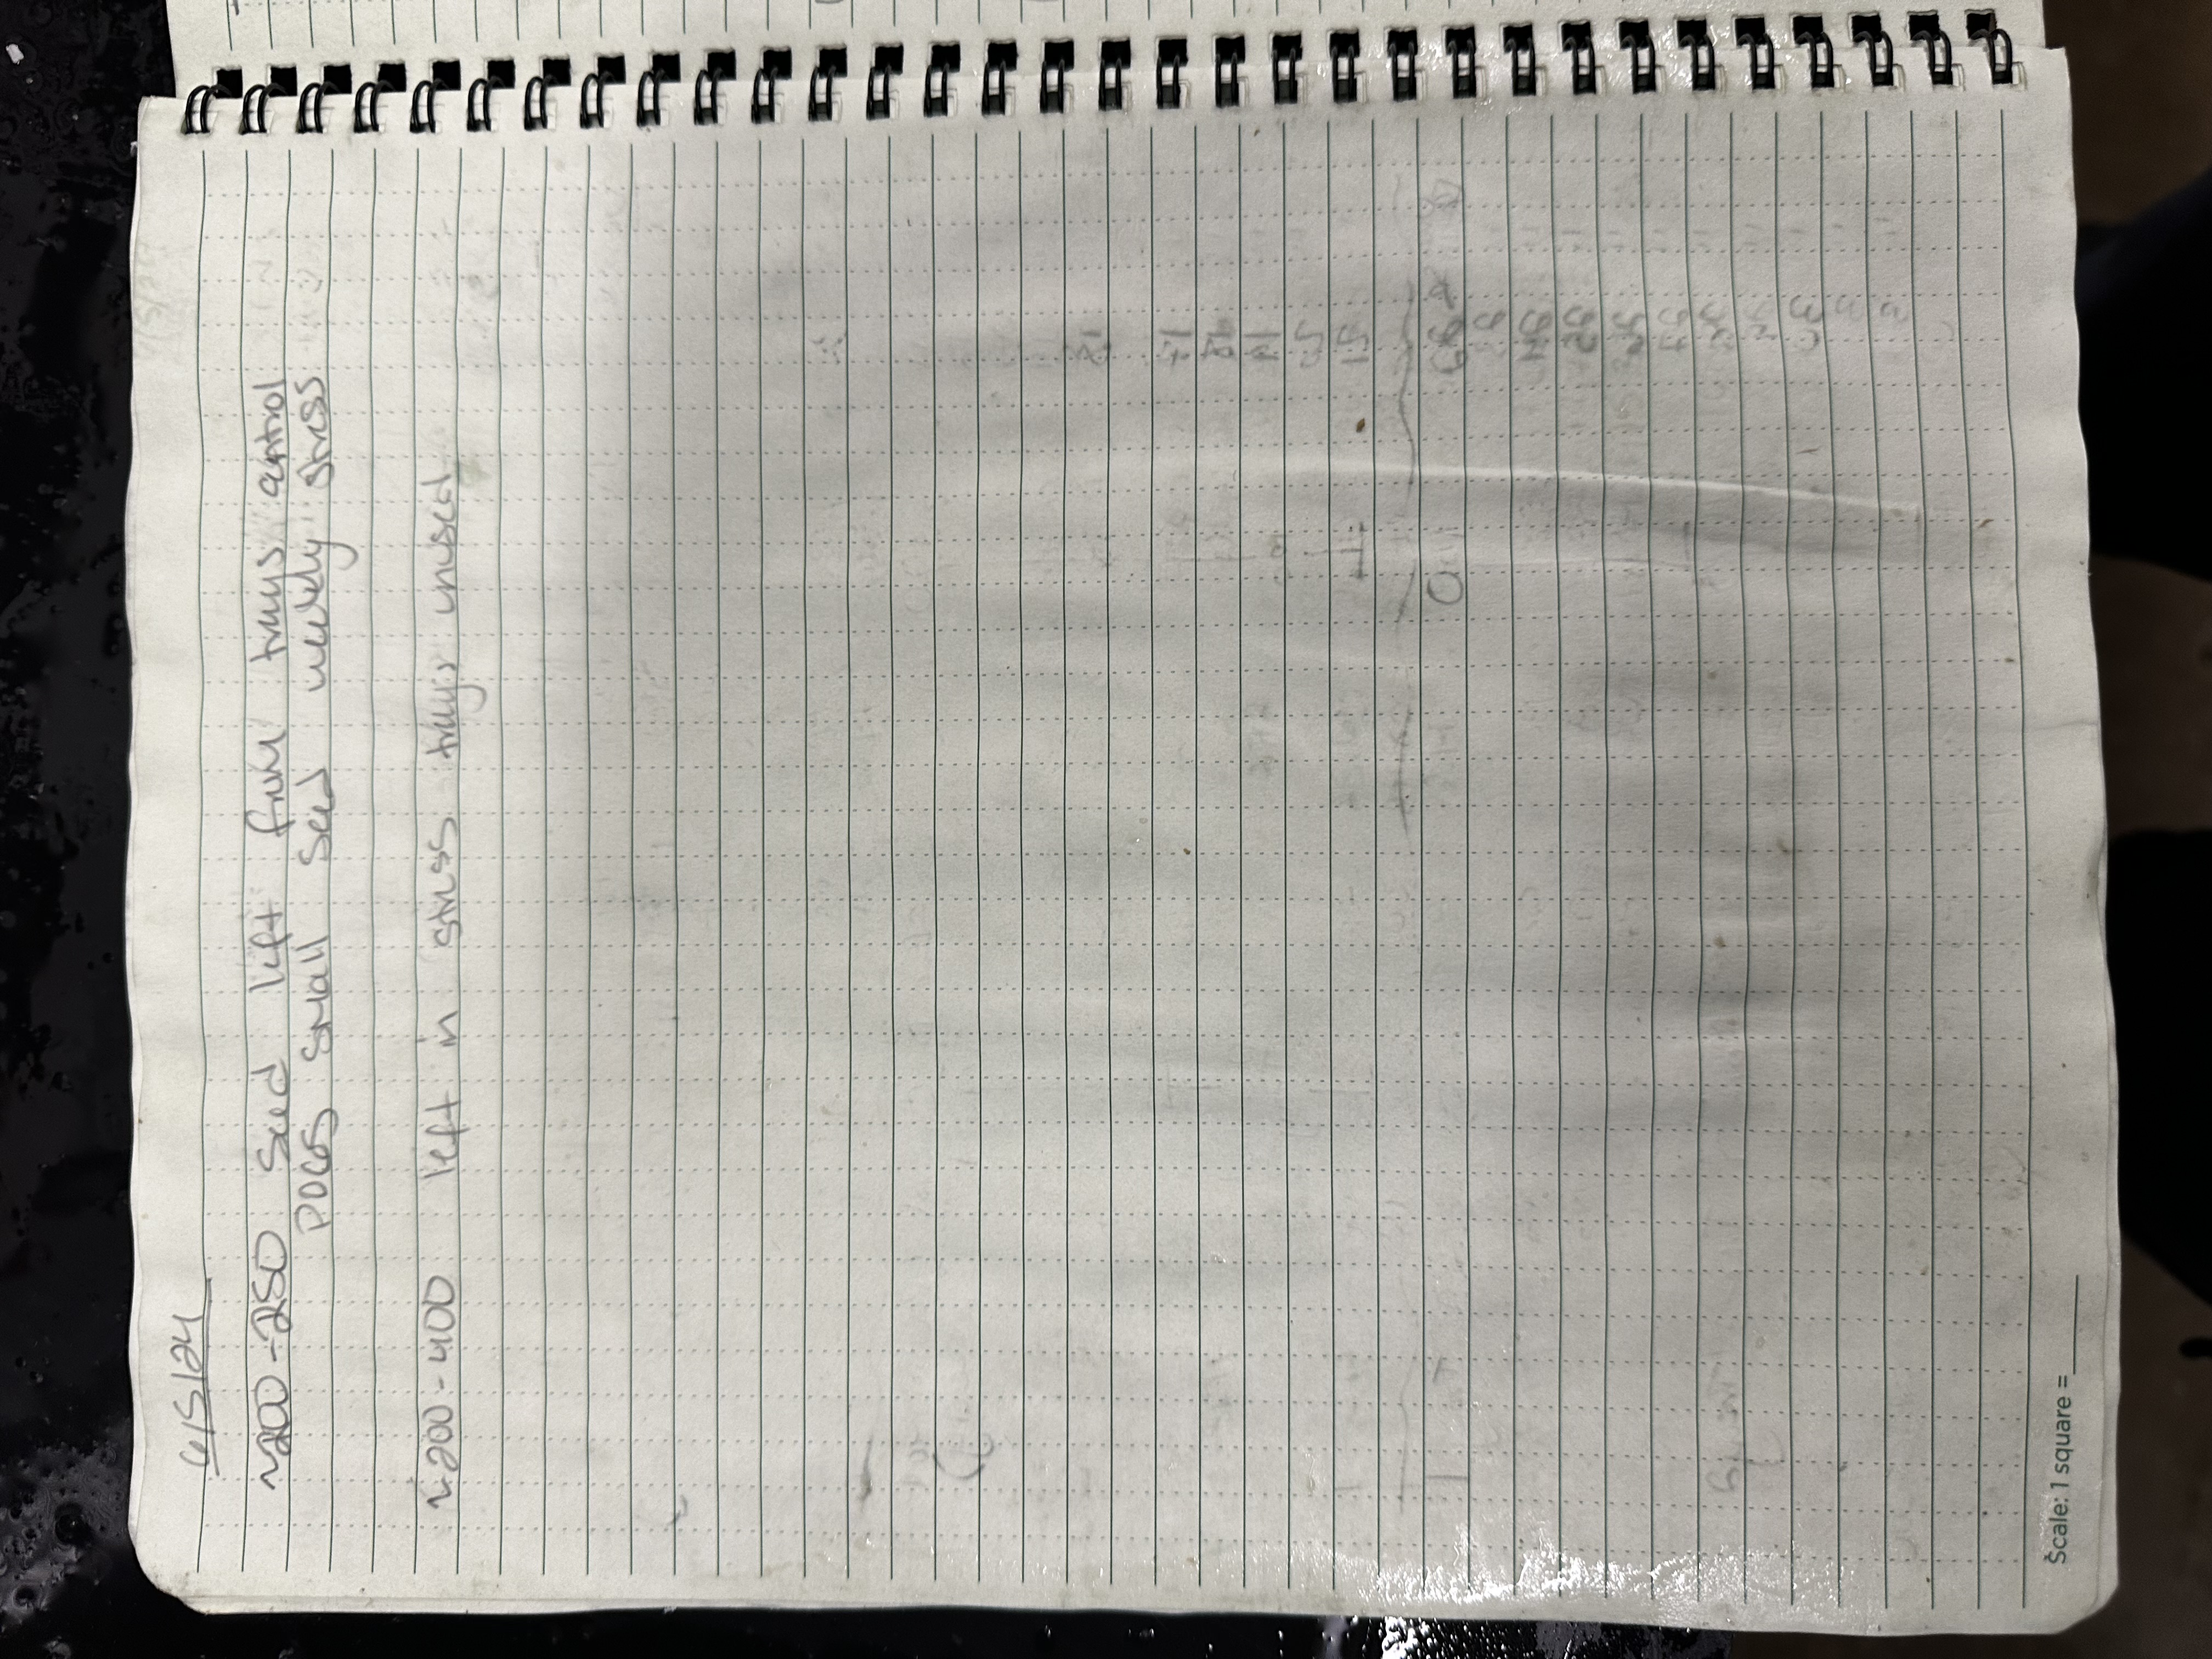 6/5/24
~200-250 seed left from trays control
POCOS small seed weekly stress
~200-400 left in stress trays unused
Scale: 1 square =